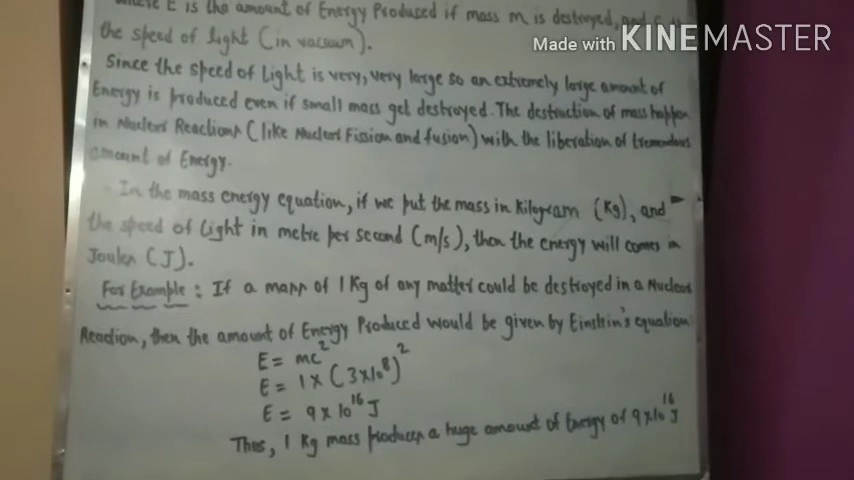 where E is the amount of Energy Produced if mass m is destroyed, and
the speed of light (in vacuum).
Made with KINEMASTER
Since the speed of Light is very, very large so an extremely large amount of
Energy is produced even if small mass get destroyed. The destruction of mass happen
in Nuclear Reactions (like Nuclear Fission and fusion) with the liberation of tremendous
amount of Energy.
In the mass energy equation, if we put the mass in Kilogram (Kg), and
the speed of light in metre per second (m/s), then the energy will comes in
Joules (J).
For Example : If a mass of 1 Kg of any matter could be destroyed in a Nuclear
Reaction, then the amount of Energy Produced would be given by Einstein's equation:
E = mc²
E = 1 × (3×10⁸)²
E = 9 × 10¹⁶ J
Thus, 1 Kg mass produces a huge amount of Energy of 9×10¹⁶ J